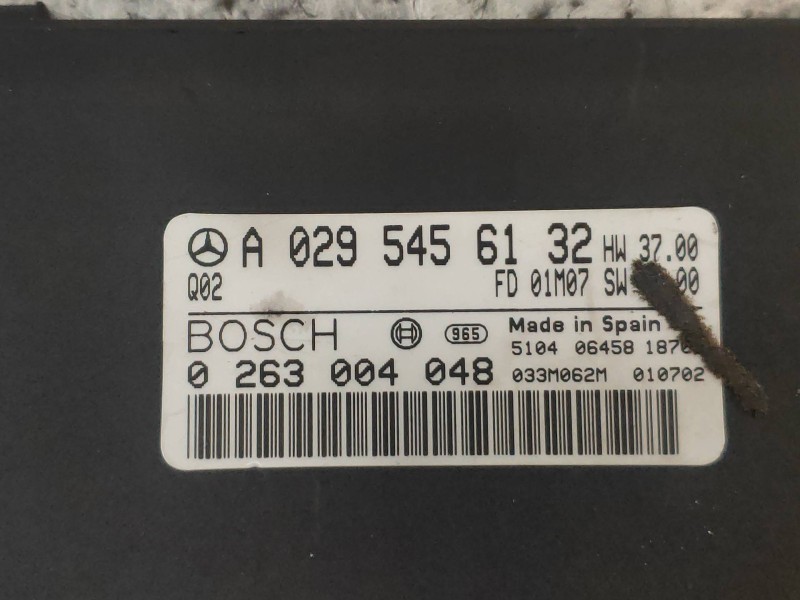 A 029 545 61 32 HW 37.00
Q02 FD 01M07 SW
BOSCH H 965 Made in Spain
5104 06458
0 263 004 048 033M062M 010702